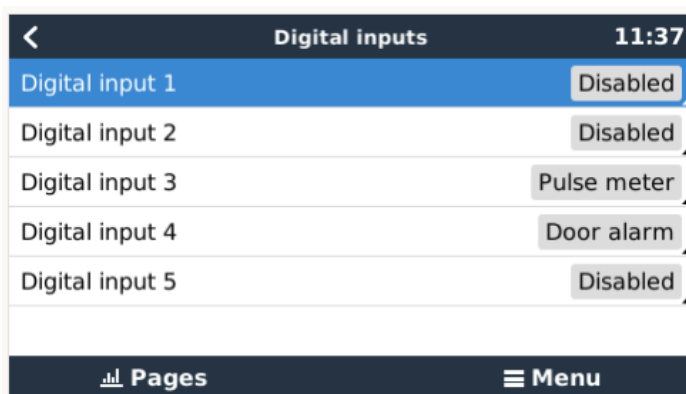 Digital inputs 11:37
Digital input 1 Disabled
Digital input 2 Disabled
Digital input 3 Pulse meter
Digital input 4 Door alarm
Digital input 5 Disabled
Pages Menu